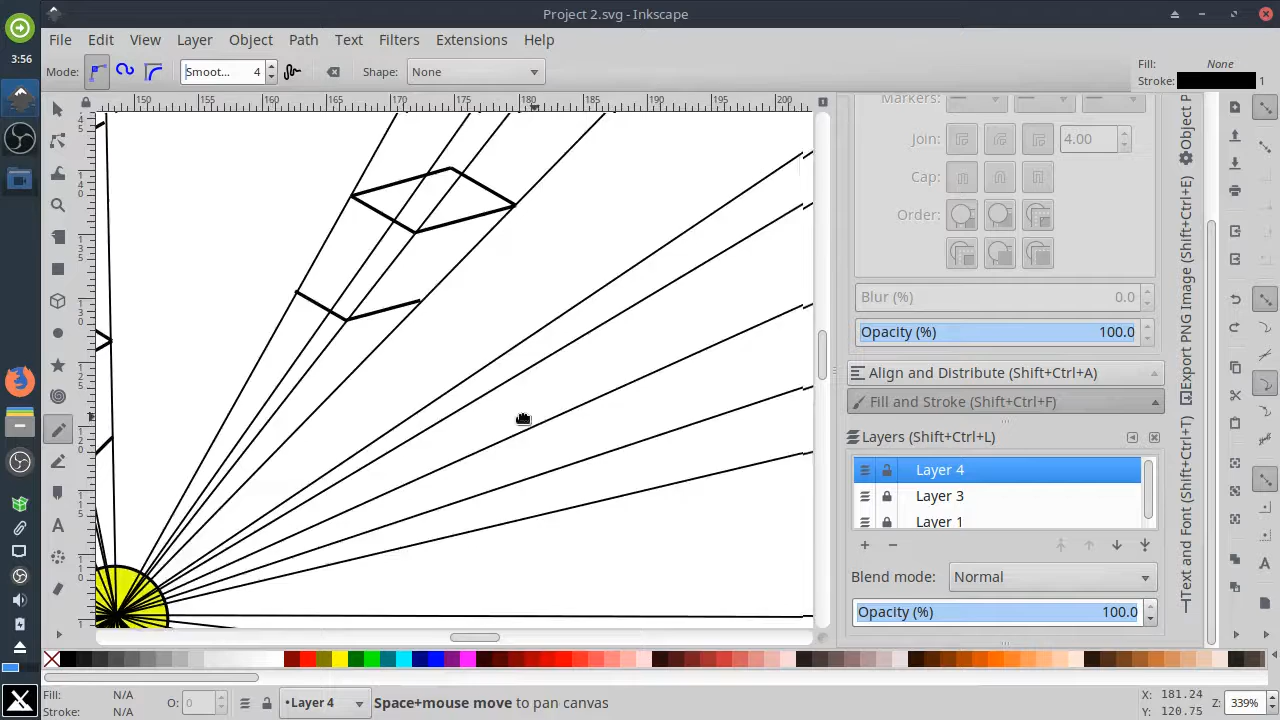 Project 2.svg - Inkscape
3:56
File Edit View Layer Object Path Text Filters Extensions Help
Mode: Smoot... 4 Shape: None
Fill: None
Stroke: 1
150 155 160 165 170 175 180 185 190 195 200
Markers:
Join: 4.00
Cap:
Order:
Blur (%) 0.0
Opacity (%) 100.0
Align and Distribute (Shift+Ctrl+A)
Fill and Stroke (Shift+Ctrl+F)
Layers (Shift+Ctrl+L)
Layer 4
Layer 3
Layer 1
Blend mode: Normal
Opacity (%) 100.0
Object P
Export PNG Image (Shift+Ctrl+E)
Text and Font (Shift+Ctrl+T)
Fill: N/A
Stroke: N/A
O: 0
•Layer 4
Space+mouse move to pan canvas
X: 181.24
Y: 120.75
Z: 339%